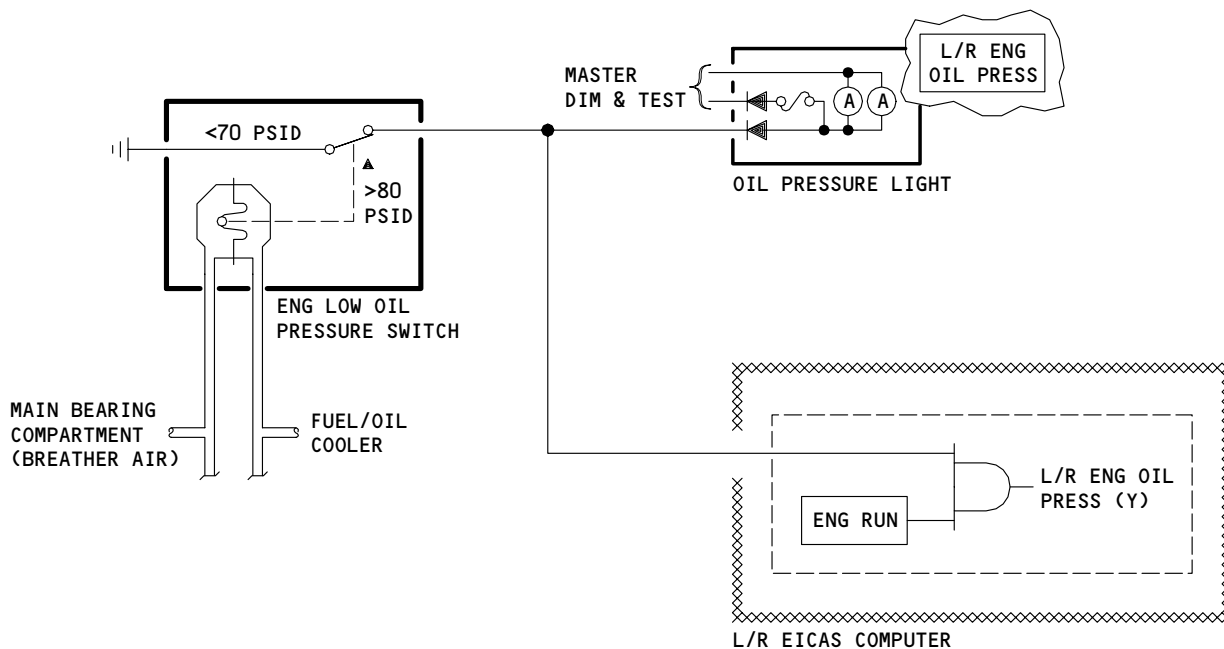 L/R ENG
OIL PRESS
MASTER
DIM & TEST
A A
OIL PRESSURE LIGHT
<70 PSID
>80
PSID
ENG LOW OIL
PRESSURE SWITCH
MAIN BEARING
COMPARTMENT
(BREATHER AIR)
FUEL/OIL
COOLER
ENG RUN
L/R ENG OIL
PRESS (Y)
L/R EICAS COMPUTER